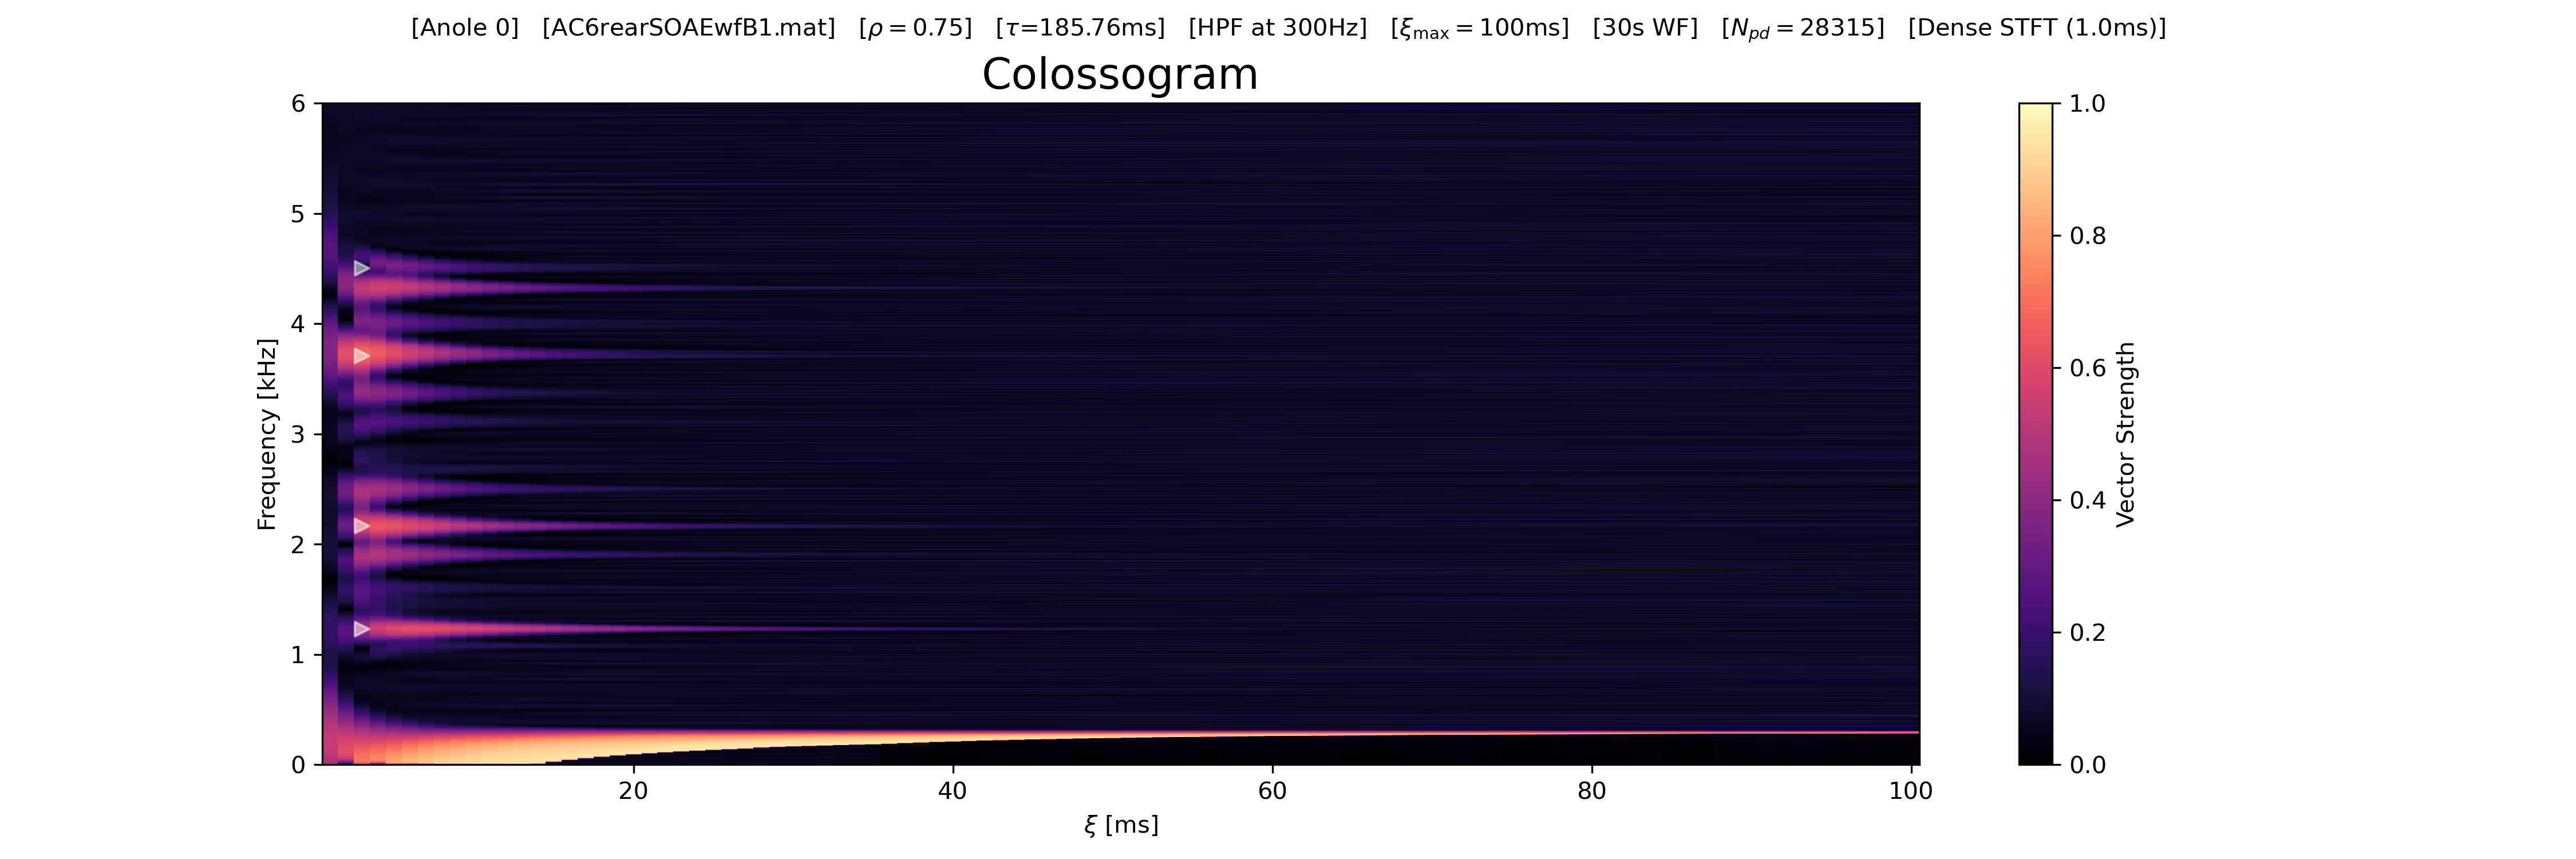 [Anole 0] [AC6rearSOAEwfB1.mat] [ρ = 0.75] [τ=185.76ms] [HPF at 300Hz] [ξmax = 100ms] [30s WF] [Npd = 28315] [Dense STFT (1.0ms)]
Colossogram
6
5
4
3
2
1
0
Frequency [kHz]
20 40 60 80 100
ξ [ms]
1.0
0.8
0.6
0.4
0.2
0.0
Vector Strength